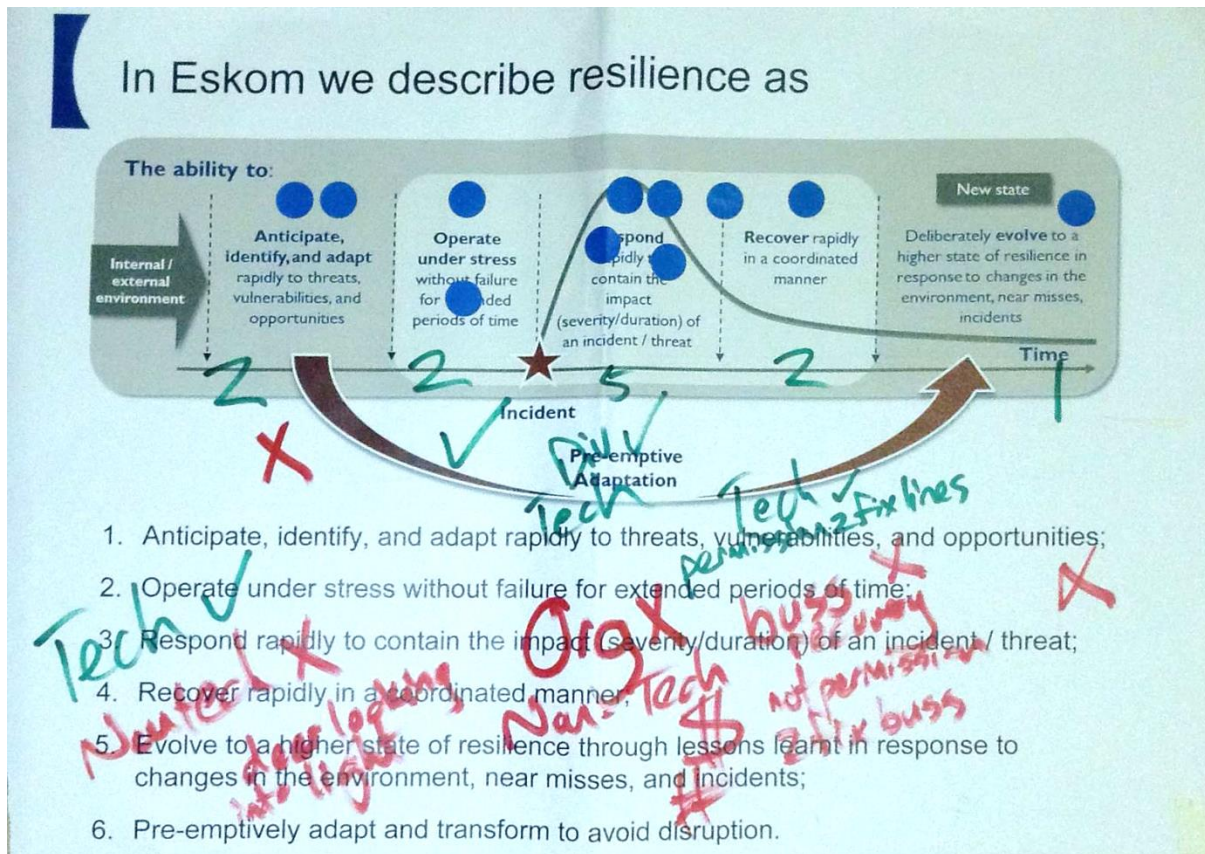 In Eskom we describe resilience as
The ability to:
New state
Internal /
external
environment
Anticipate,
identify, and adapt
rapidly to threats,
vulnerabilities, and
opportunities
Operate
under stress
without failure
for
periods of time
contain the
impact
(severity/duration) of
an incident / threat
Recover rapidly
in a coordinated
manner
Deliberately evolve to a
higher state of resilience in
response to changes in the
environment, near misses,
incidents
Time
2
2
5
2
1
Incident
X
Div
Pre-emptive
Adaptation
Tech
Tech
permission 2 fix lines
1. Anticipate, identify, and adapt rapidly to threats, vulnerabilities, and opportunities;
2. Operate under stress without failure for extended periods of time;
X
X
Tech
Org X
buss
3. Respond rapidly to contain the impact (severity/duration) of an incident / threat;
X
4. Recover rapidly in a coordinated manner;
Non-Tech
not permission
2 fix buss
$
deer looking
into light
5. Evolve to a higher state of resilience through lessons learnt in response to
changes in the environment, near misses, and incidents;
6. Pre-emptively adapt and transform to avoid disruption.